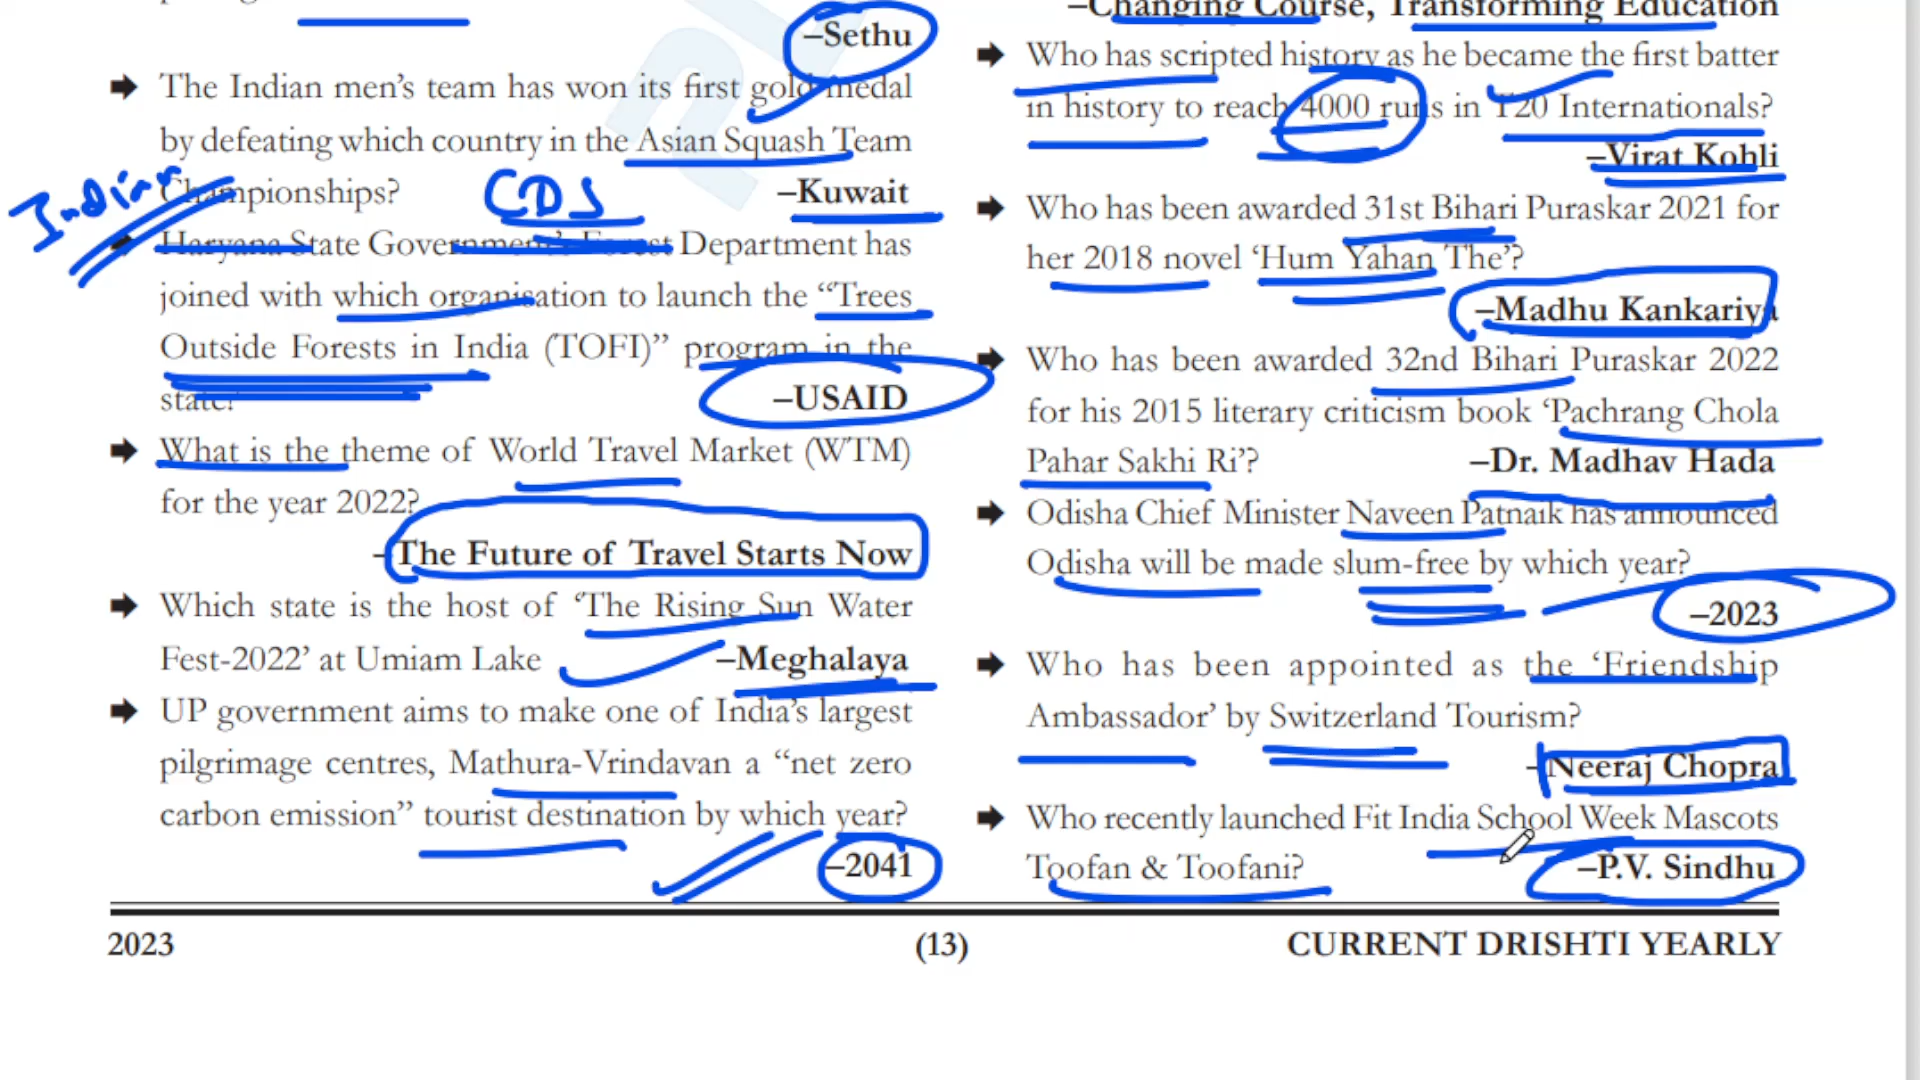 –Sethu
The Indian men’s team has won its first gold medal
by defeating which country in the Asian Squash Team
Championships? –Kuwait
Indian
CDS
Haryana State Government’s Forest Department has
joined with which organisation to launch the “Trees
Outside Forests in India (TOFI)” program in the
state? –USAID
What is the theme of World Travel Market (WTM)
for the year 2022?
–The Future of Travel Starts Now
Which state is the host of ‘The Rising Sun Water
Fest-2022’ at Umiam Lake –Meghalaya
UP government aims to make one of India’s largest
pilgrimage centres, Mathura-Vrindavan a “net zero
carbon emission” tourist destination by which year?
–2041
–Changing Course, Transforming Education
Who has scripted history as he became the first batter
in history to reach 4000 runs in T20 Internationals?
–Virat Kohli
Who has been awarded 31st Bihari Puraskar 2021 for
her 2018 novel ‘Hum Yahan The’?
–Madhu Kankariya
Who has been awarded 32nd Bihari Puraskar 2022
for his 2015 literary criticism book ‘Pachrang Chola
Pahar Sakhi Ri’? –Dr. Madhav Hada
Odisha Chief Minister Naveen Patnaik has announced
Odisha will be made slum-free by which year?
–2023
Who has been appointed as the ‘Friendship
Ambassador’ by Switzerland Tourism?
–Neeraj Chopra
Who recently launched Fit India School Week Mascots
Toofan & Toofani? –P.V. Sindhu
2023 (13) CURRENT DRISHTI YEARLY